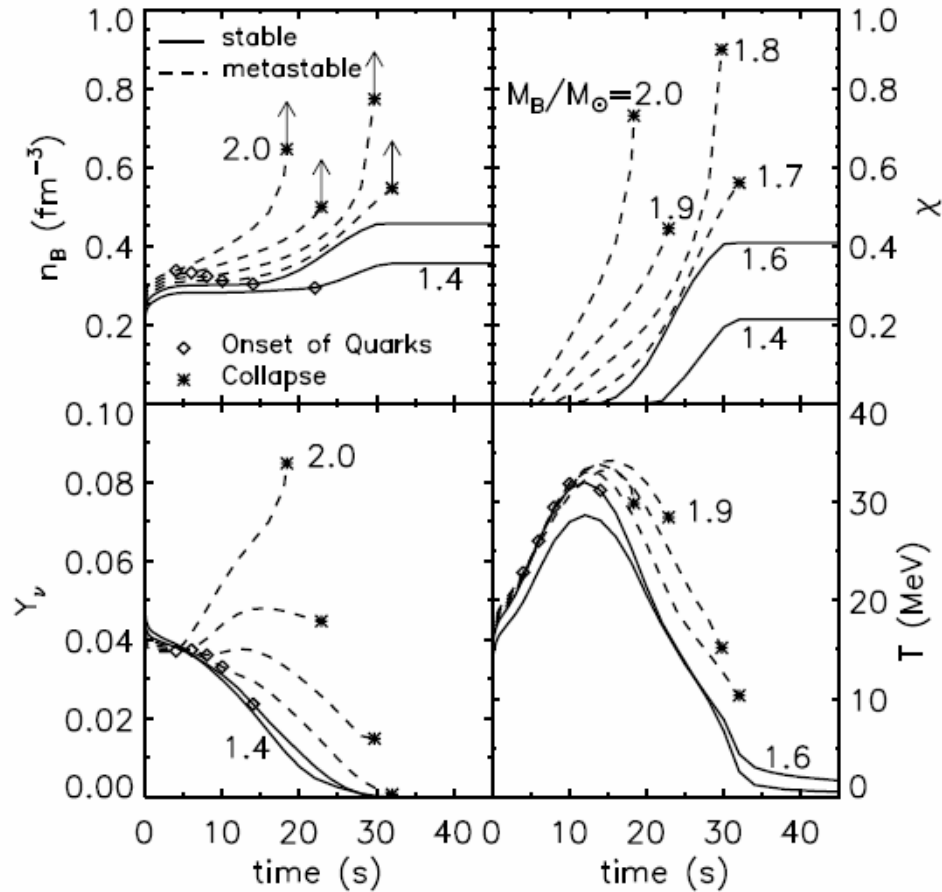 1.0
0.8
0.6
0.4
0.2
n_B (fm⁻³)
stable
metastable
2.0
1.4
Onset of Quarks
Collapse
M_B/M_⊙=2.0
1.8
1.9
1.7
1.6
1.4
1.0
0.8
0.6
0.4
0.2
χ
0.10
0.08
0.06
0.04
0.02
0.00
Y_ν
2.0
1.4
0 10 20 30 40
time (s)
1.9
1.6
40
30
20
10
0
T (MeV)
0 10 20 30 40
time (s)